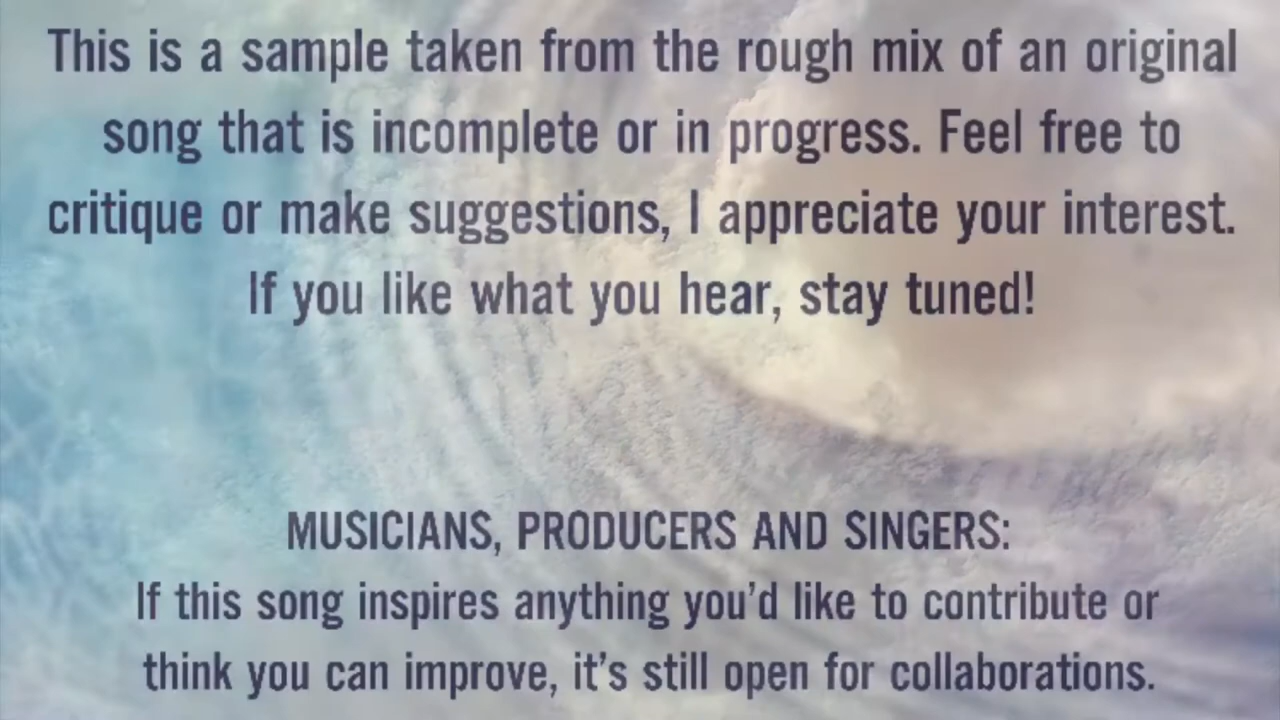 This is a sample taken from the rough mix of an original
song that is incomplete or in progress. Feel free to
critique or make suggestions, I appreciate your interest.
If you like what you hear, stay tuned!
MUSICIANS, PRODUCERS AND SINGERS:
If this song inspires anything you’d like to contribute or
think you can improve, it’s still open for collaborations.